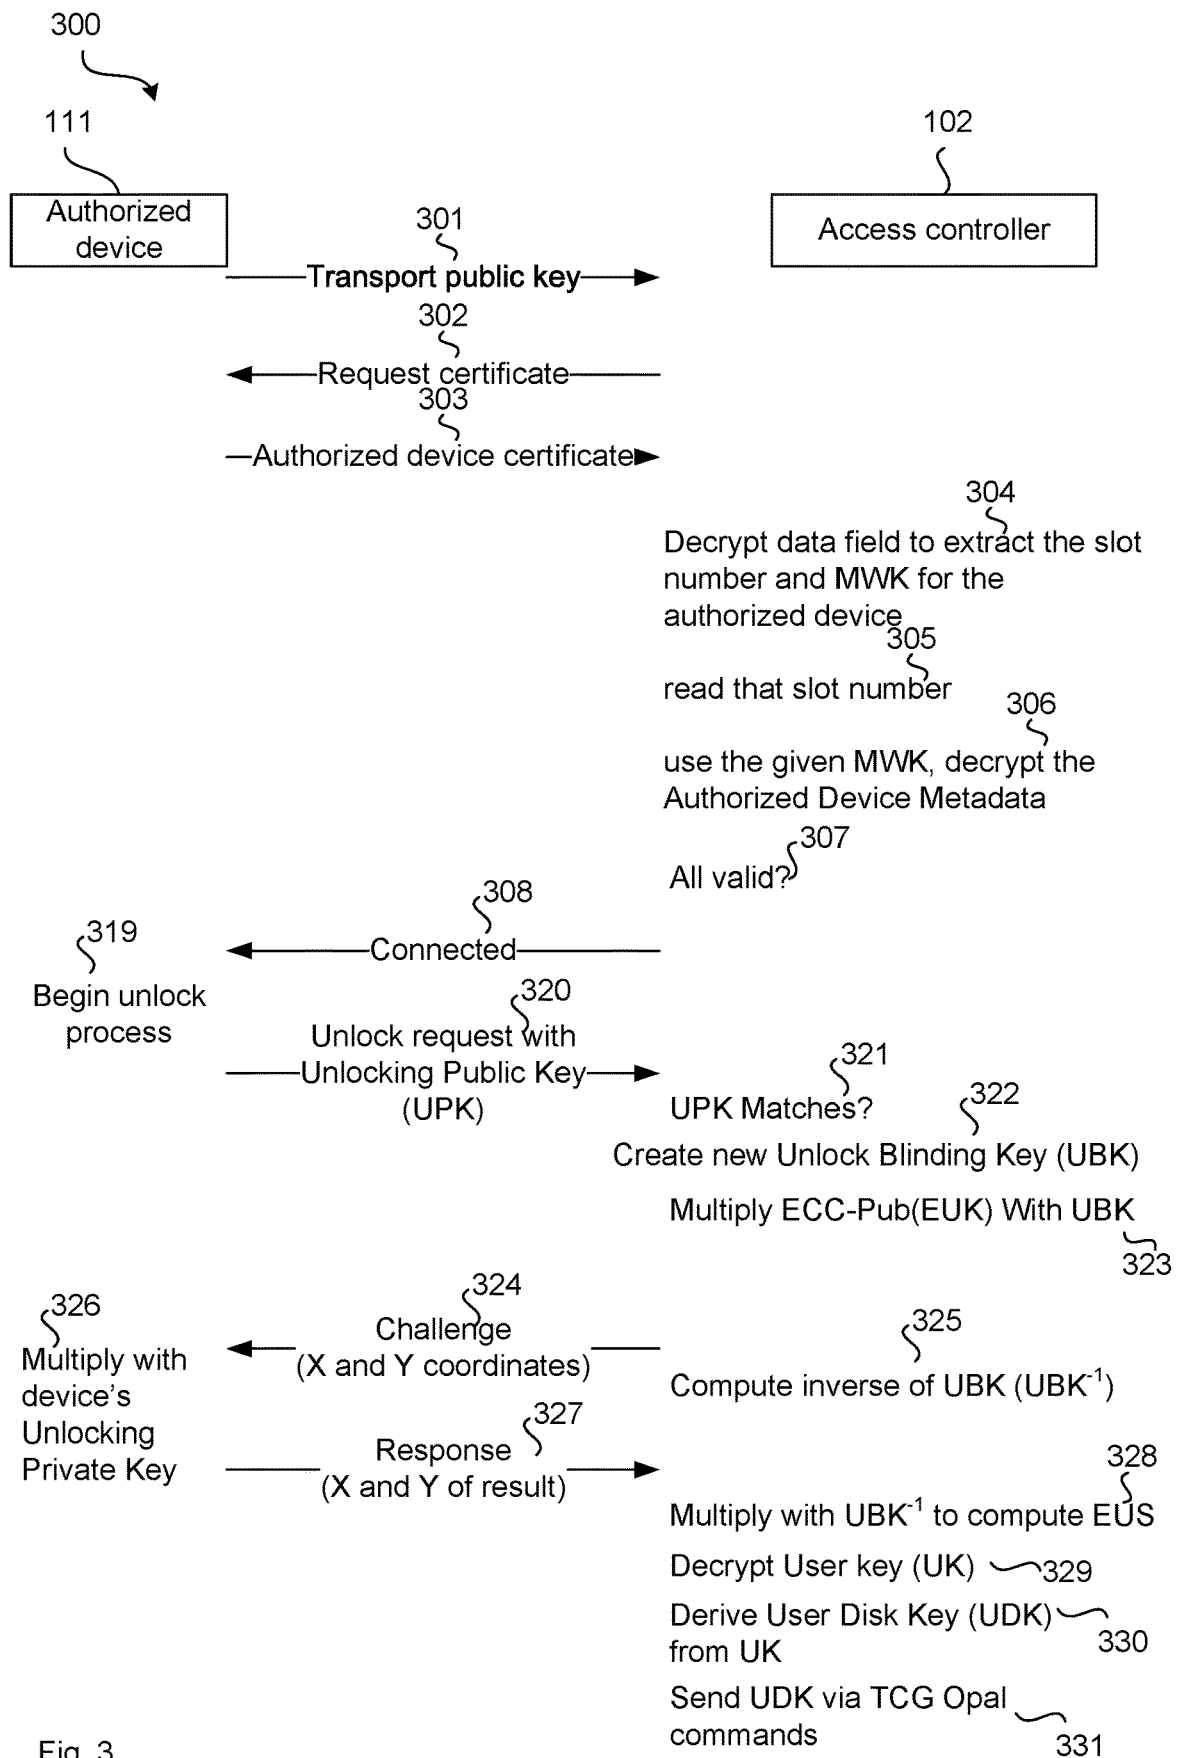 300
111
102
Authorized
device
Access controller
301
Transport public key
302
Request certificate
303
Authorized device certificate
304
Decrypt data field to extract the slot
number and MWK for the
authorized device
305
read that slot number
306
use the given MWK, decrypt the
Authorized Device Metadata
307
All valid?
308
Connected
319
Begin unlock
process
320
Unlock request with
Unlocking Public Key
(UPK)
321
UPK Matches?
322
Create new Unlock Blinding Key (UBK)
Multiply ECC-Pub(EUK) With UBK
323
324
Challenge
(X and Y coordinates)
325
Compute inverse of UBK (UBK⁻¹)
326
Multiply with
device's
Unlocking
Private Key
327
Response
(X and Y of result)
328
Multiply with UBK⁻¹ to compute EUS
Decrypt User key (UK) 329
Derive User Disk Key (UDK)
from UK
330
Send UDK via TCG Opal
commands
331
Fig. 3